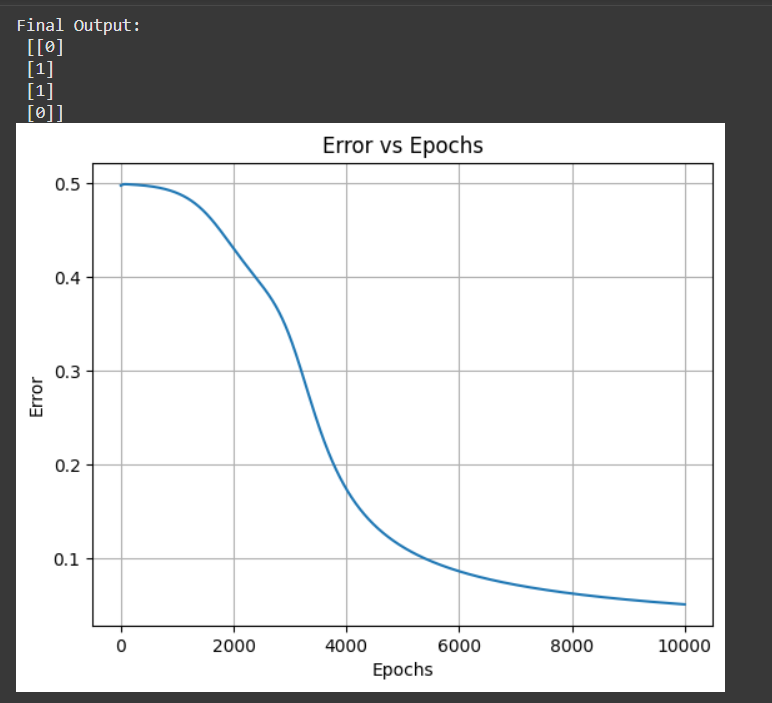 Final Output:
[[0]
[1]
[1]
[0]]
Error vs Epochs
0.5
0.4
0.3
0.2
0.1
Error
0 2000 4000 6000 8000 10000
Epochs